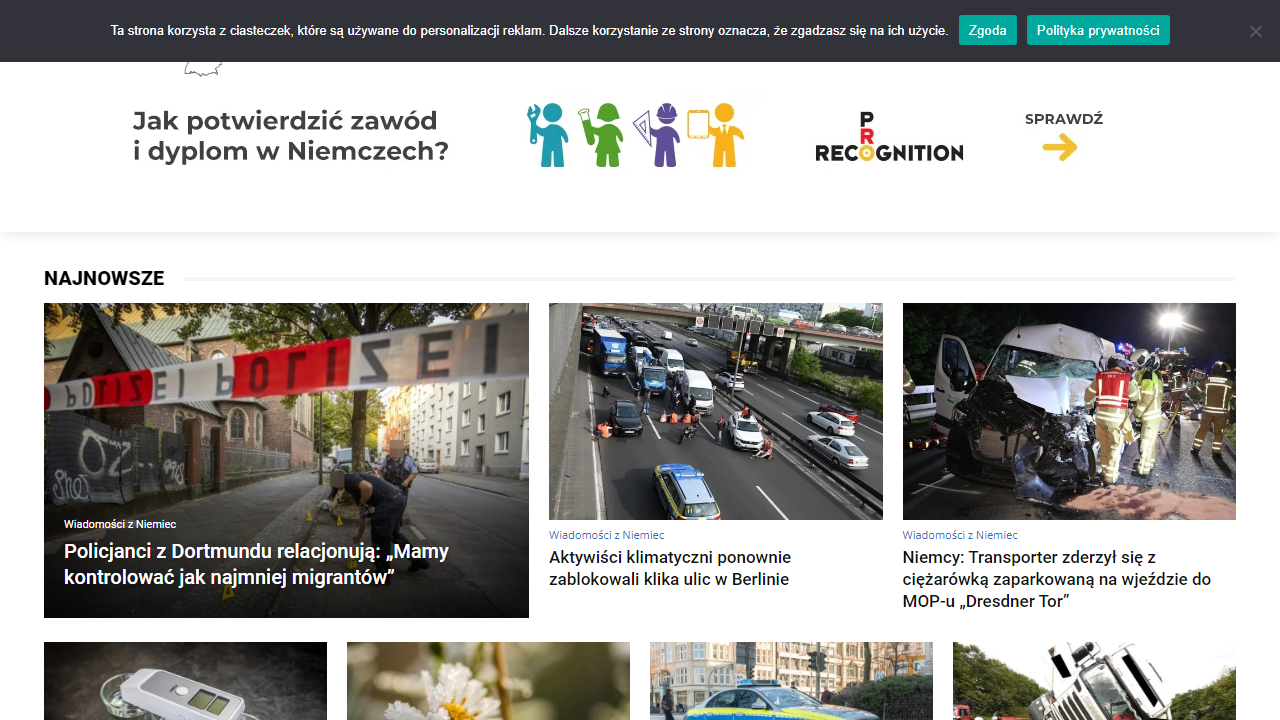 Ta strona korzysta z ciasteczek, które są używane do personalizacji reklam. Dalsze korzystanie ze strony oznacza, że zgadzasz się na ich użycie.
Zgoda
Polityka prywatności
Jak potwierdzić zawód
i dyplom w Niemczech?
PRO
RECOGNITION
SPRAWDŹ
NAJNOWSZE
POLIZEI POLIZEI
Wiadomości z Niemiec
Policjanci z Dortmundu relacjonują: „Mamy
kontrolować jak najmniej migrantów”
Wiadomości z Niemiec
Aktywiści klimatyczni ponownie
zablokowali klika ulic w Berlinie
Wiadomości z Niemiec
Niemcy: Transporter zderzył się z
ciężarówką zaparkowaną na wjeździe do
MOP-u „Dresdner Tor”